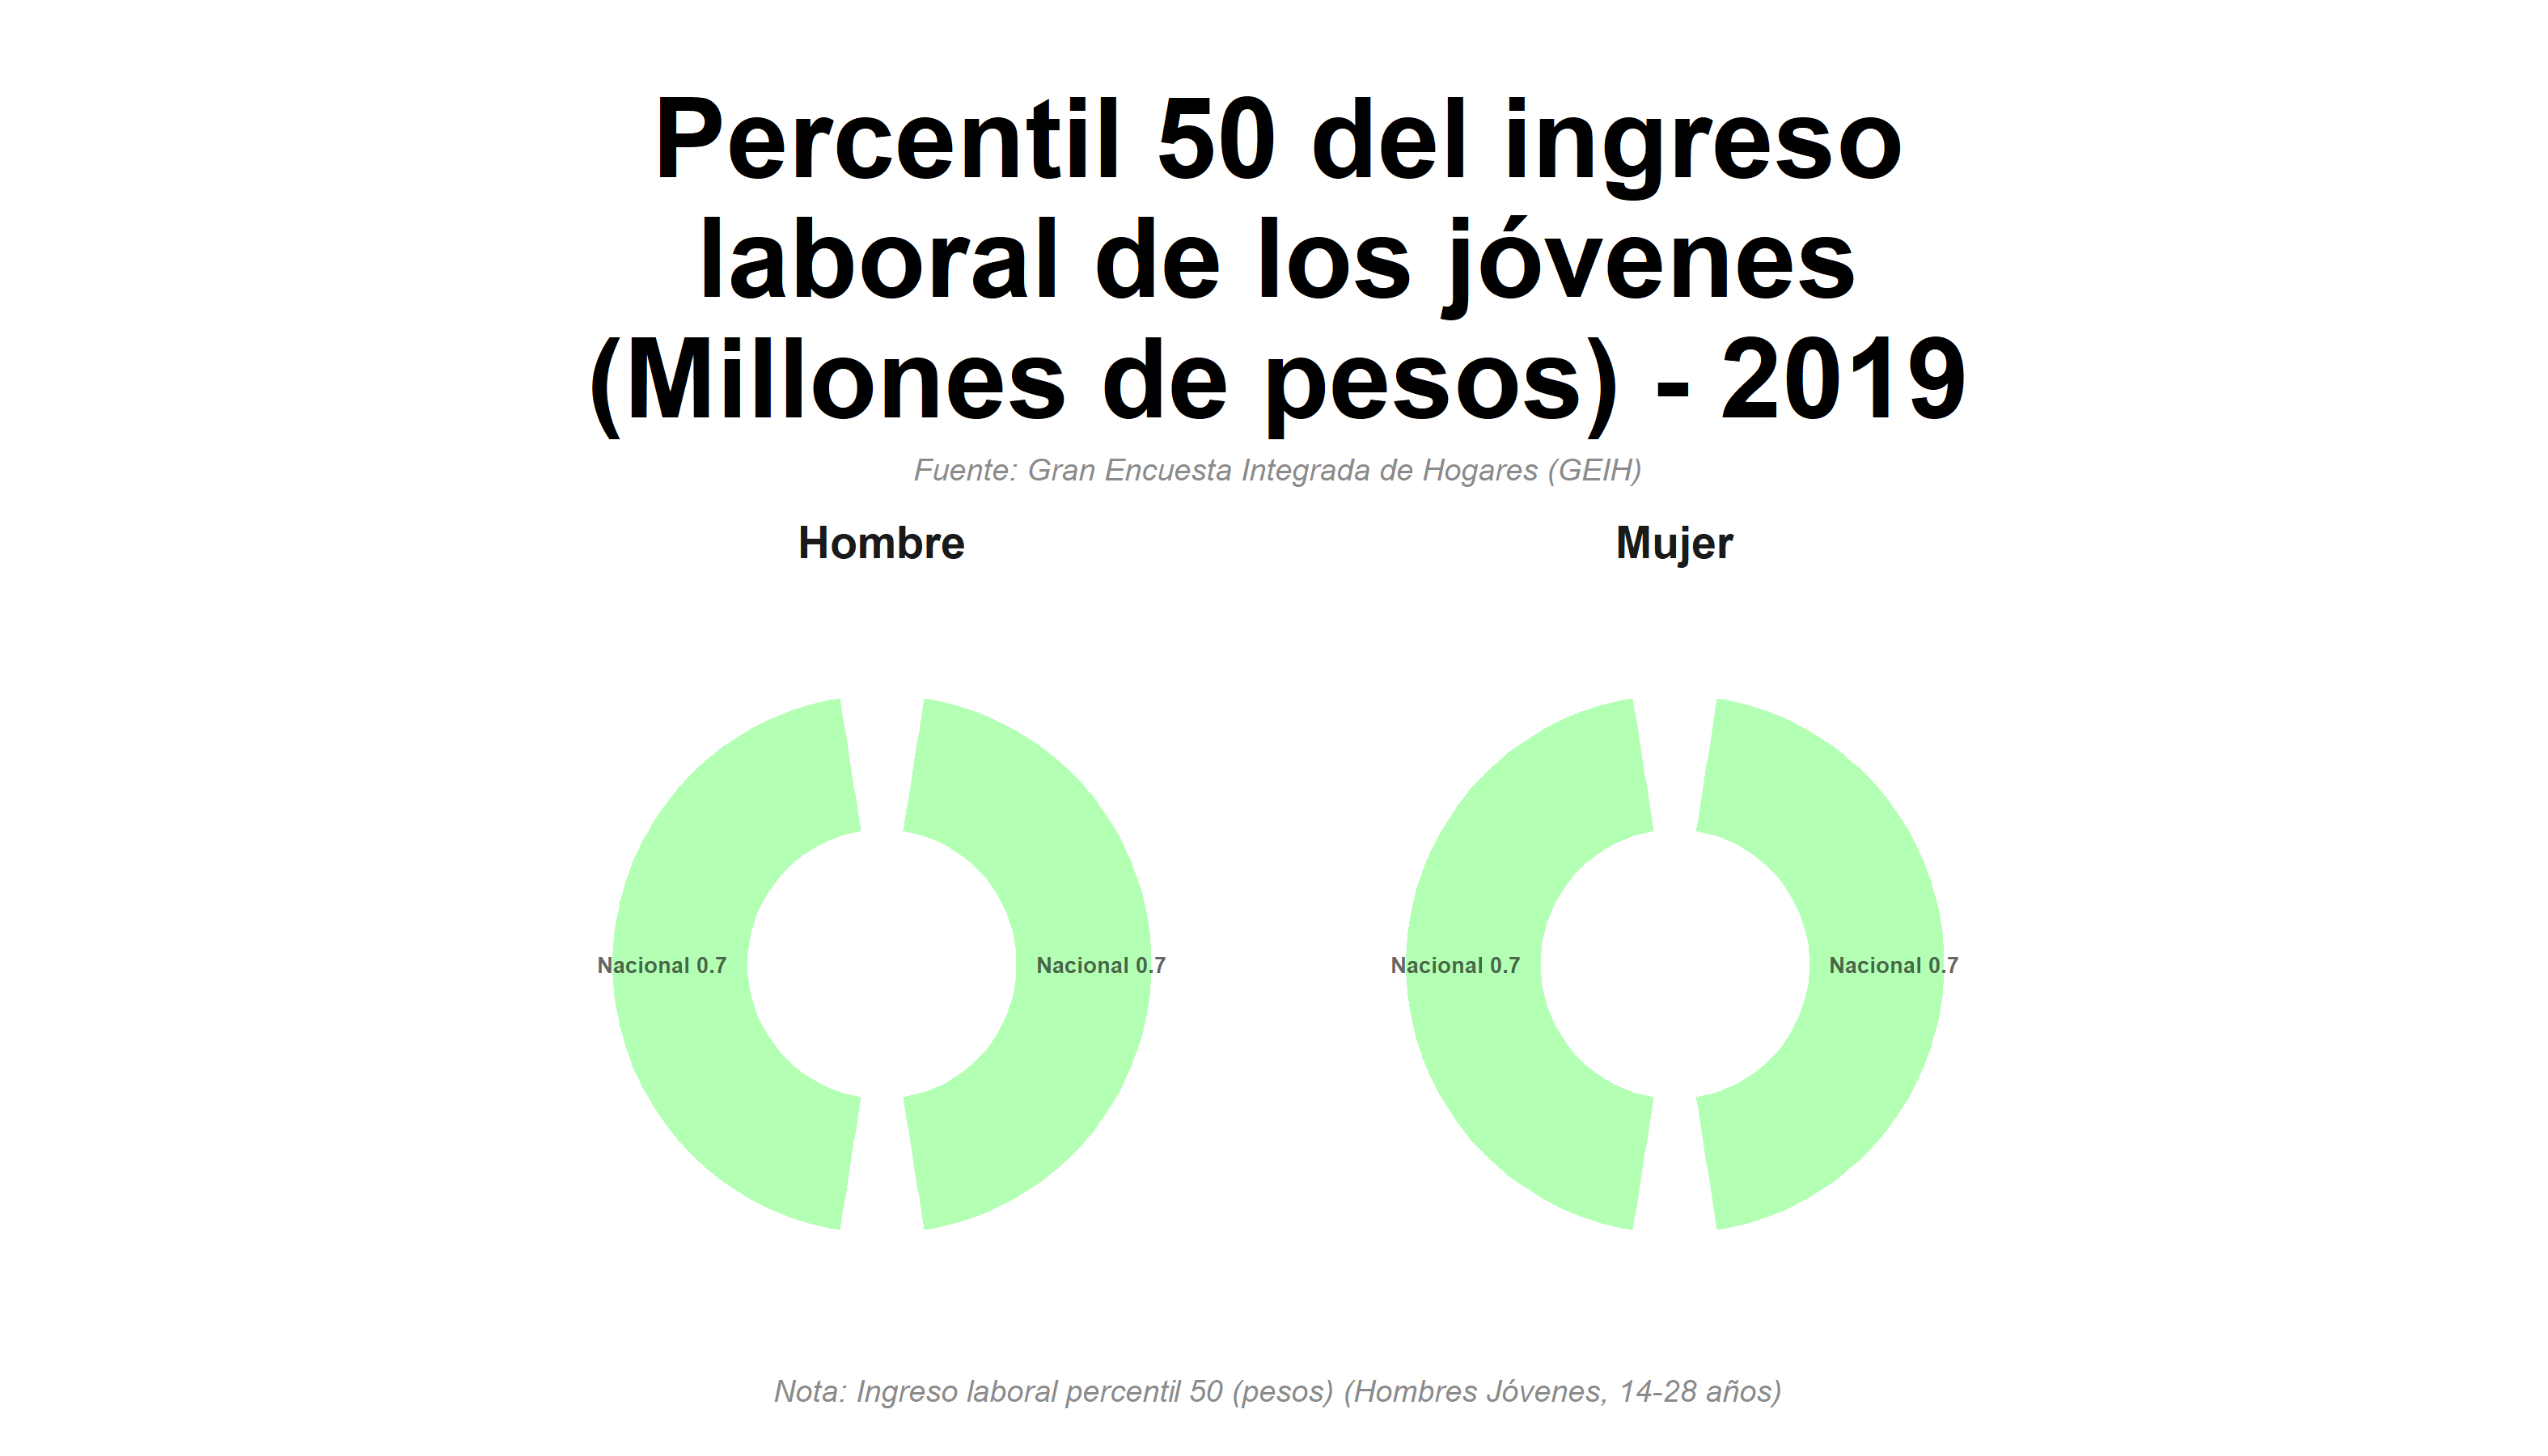 Percentil 50 del ingreso
laboral de los jóvenes
(Millones de pesos) - 2019
Fuente: Gran Encuesta Integrada de Hogares (GEIH)
Hombre
Mujer
Nacional 0.7
Nacional 0.7
Nacional 0.7
Nacional 0.7
Nota: Ingreso laboral percentil 50 (pesos) (Hombres Jóvenes, 14-28 años)